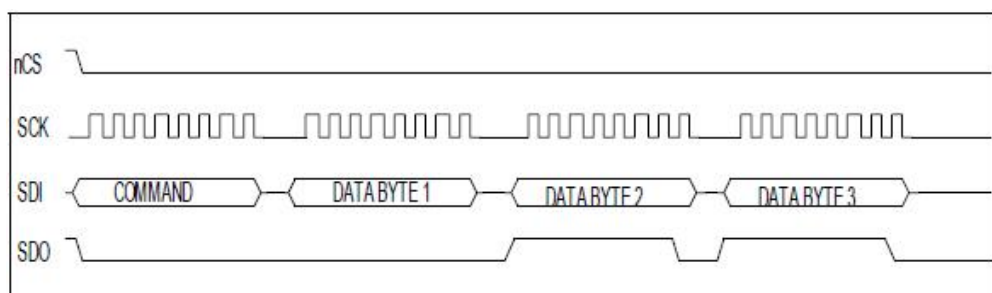 nCS
SCK
SDI COMMAND DATA BYTE 1 DATA BYTE 2 DATA BYTE 3
SDO